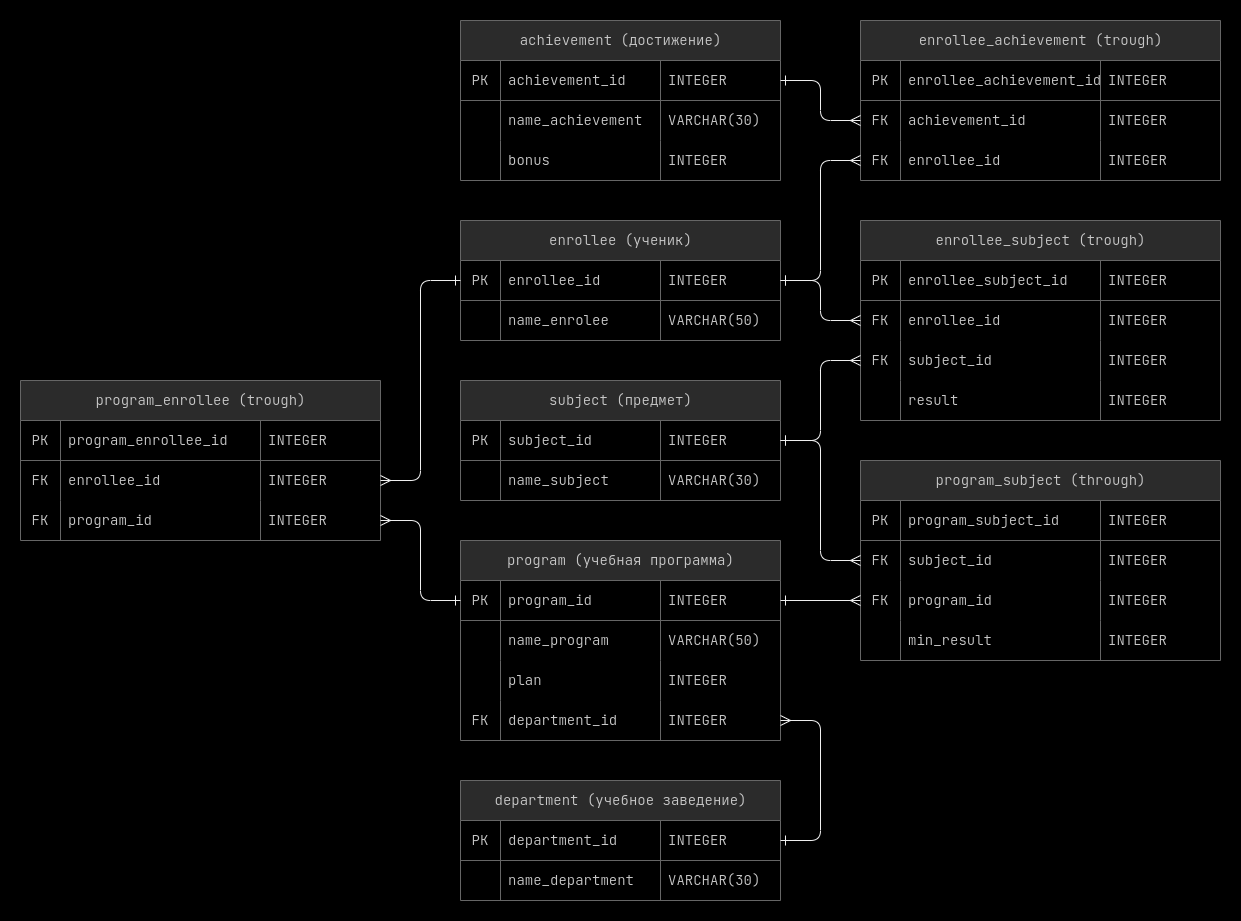 achievement (достижение)
PK achievement_id INTEGER
name_achievement VARCHAR(30)
bonus INTEGER
enrollee_achievement (trough)
PK enrollee_achievement_id INTEGER
FK achievement_id INTEGER
FK enrollee_id INTEGER
enrollee (ученик)
PK enrollee_id INTEGER
name_enrolee VARCHAR(50)
enrollee_subject (trough)
PK enrollee_subject_id INTEGER
FK enrollee_id INTEGER
FK subject_id INTEGER
result INTEGER
program_enrollee (trough)
PK program_enrollee_id INTEGER
FK enrollee_id INTEGER
FK program_id INTEGER
subject (предмет)
PK subject_id INTEGER
name_subject VARCHAR(30)
program_subject (through)
PK program_subject_id INTEGER
FK subject_id INTEGER
FK program_id INTEGER
min_result INTEGER
program (учебная программа)
PK program_id INTEGER
name_program VARCHAR(50)
plan INTEGER
FK department_id INTEGER
department (учебное заведение)
PK department_id INTEGER
name_department VARCHAR(30)